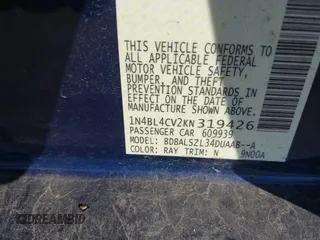 THIS VEHICLE CONFORMS TO
ALL APPLICABLE FEDERAL
MOTOR VEHICLE SAFETY,
BUMPER, AND THEFT
PREVENTION STANDARDS
IN EFFECT ON THE DATE OF
MANUFACTURE SHOWN ABOVE.
1N4BL4CV2KN319426
PASSENGER CAR 609939
MODEL: BDBALSZL34DUAAB--A
COLOR: RAY TRIM: N 9N00A
AUTOBIDMASTER